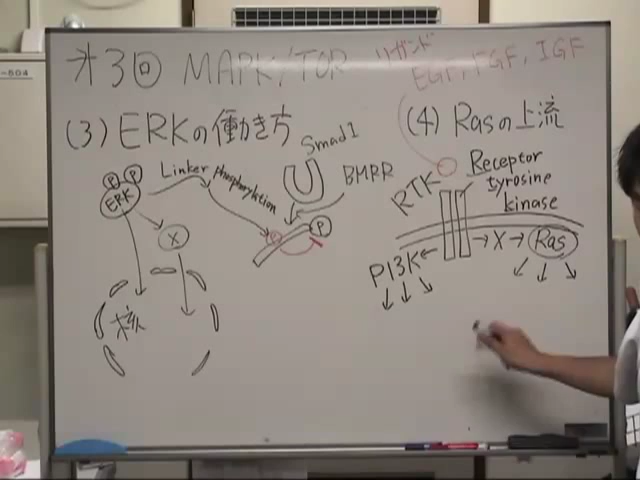 オ3回 MAPK/TOR
リガンド
EGF, FGF, IGF
(3) ERKの働き方
P P
ERK
Linker phosphorylation
X
核
Smad1
BMPR
P
P
(4) Rasの上流
RTK
Receptor
tyrosine
kinase
PI3K ← → X → Ras